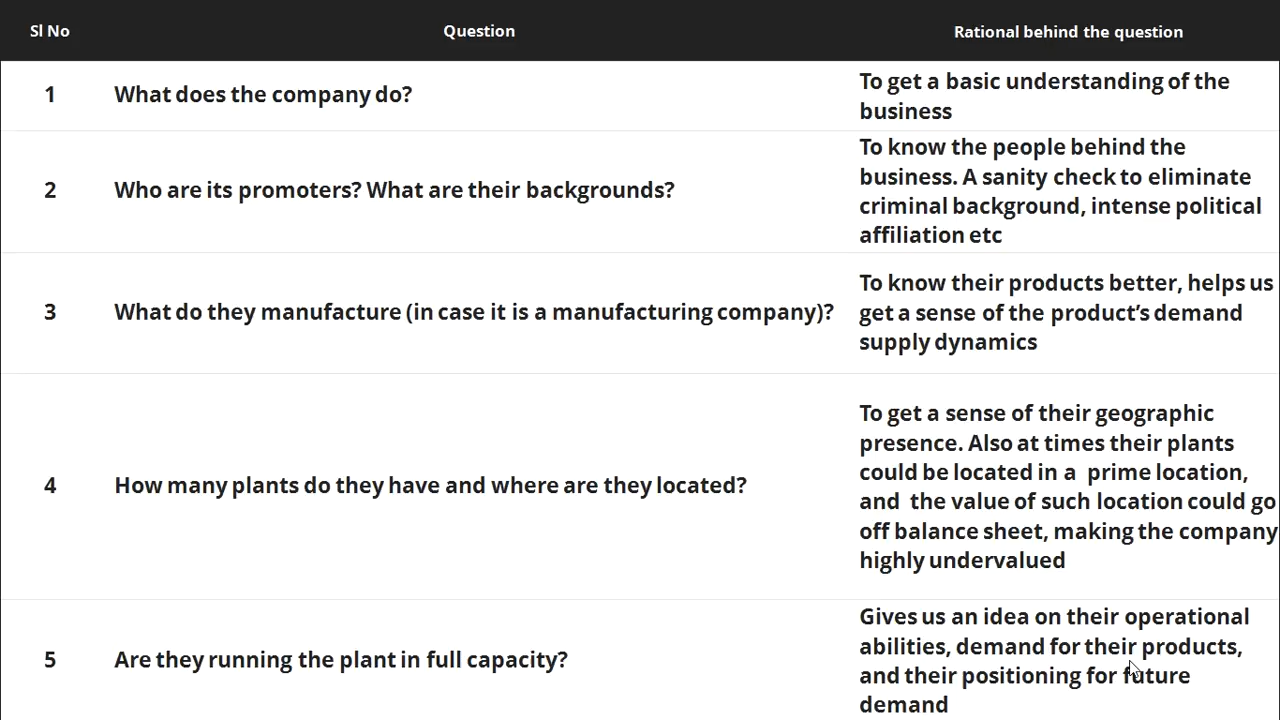 Sl No Question Rational behind the question
1 What does the company do? To get a basic understanding of the
business
2 Who are its promoters? What are their backgrounds? To know the people behind the
business. A sanity check to eliminate
criminal background, intense political
affiliation etc
3 What do they manufacture (in case it is a manufacturing company)? To know their products better, helps us
get a sense of the product’s demand
supply dynamics
4 How many plants do they have and where are they located? To get a sense of their geographic
presence. Also at times their plants
could be located in a prime location,
and the value of such location could go
off balance sheet, making the company
highly undervalued
5 Are they running the plant in full capacity? Gives us an idea on their operational
abilities, demand for their products,
and their positioning for future
demand